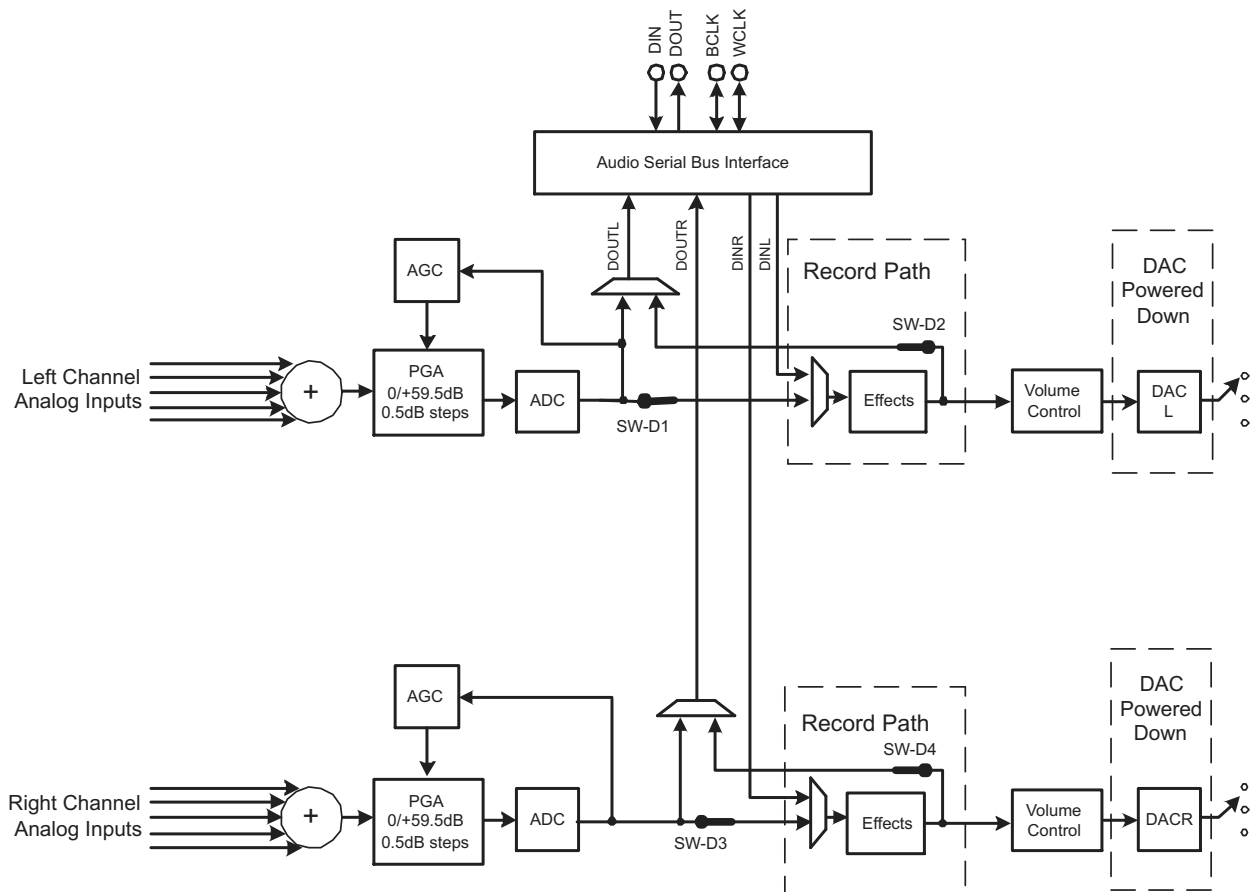 DIN
DOUT
BCLK
WCLK
Audio Serial Bus Interface
DOUTL
DOUTR
DINR
DINL
AGC
Record Path
SW-D2
DAC
Powered
Down
Left Channel
Analog Inputs
+
PGA
0/+59.5dB
0.5dB steps
ADC
SW-D1
Effects
Volume
Control
DAC
L
AGC
Record Path
SW-D4
DAC
Powered
Down
Right Channel
Analog Inputs
+
PGA
0/+59.5dB
0.5dB steps
ADC
SW-D3
Effects
Volume
Control
DACR